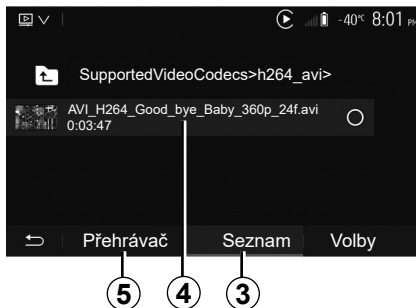 -40°C 8:01 PM
SupportedVideoCodecs>h264_avi>
AVI_H264_Good_bye_Baby_360p_24f.avi
0:03:47
Přehrávač Seznam Volby
5 4 3